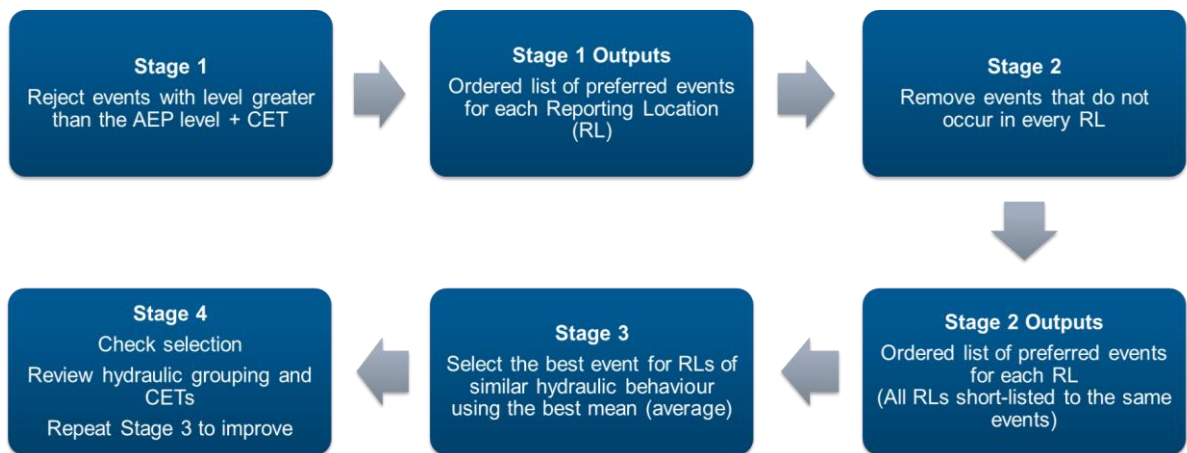 Stage 1
Reject events with level greater
than the AEP level + CET
Stage 1 Outputs
Ordered list of preferred events
for each Reporting Location
(RL)
Stage 2
Remove events that do not
occur in every RL
Stage 2 Outputs
Ordered list of preferred events
for each RL
(All RLs short-listed to the same
events)
Stage 3
Select the best event for RLs of
similar hydraulic behaviour
using the best mean (average)
Stage 4
Check selection
Review hydraulic grouping and
CETs
Repeat Stage 3 to improve